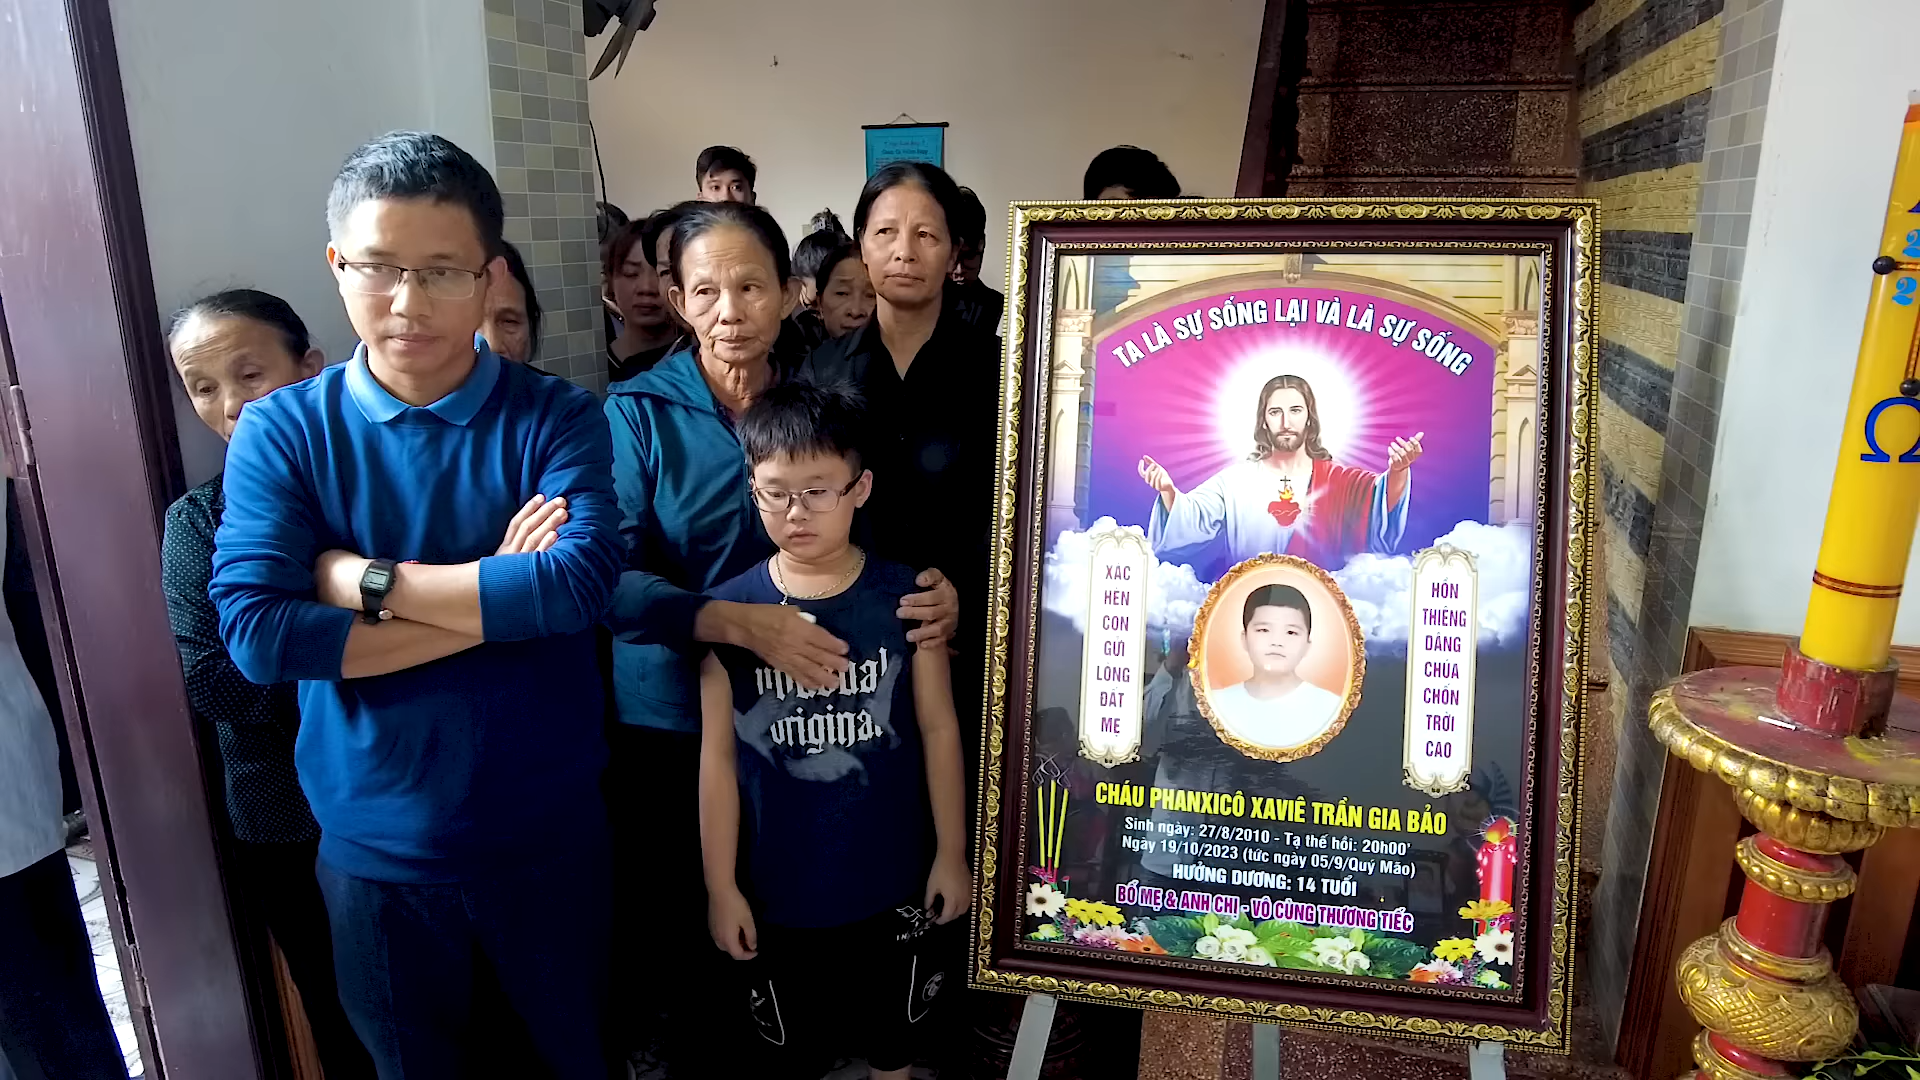 TA LÀ SỰ SỐNG LẠI VÀ LÀ SỰ SỐNG
XÁC
HÈN
CON
GỬI
LÒNG
ĐẤT
MẸ
HỒN
THIÊNG
DÂNG
CHÚA
CHỐN
TRỜI
CAO
CHÁU PHANXICÔ XAVIÊ TRẦN GIA BẢO
Sinh ngày: 27/8/2010 - Tạ thế hồi: 20h00'
Ngày 19/10/2023 (tức ngày 05/9/Quý Mão)
HƯỞNG DƯƠNG: 14 TUỔI
BỐ MẸ & ANH CHỊ - VÔ CÙNG THƯƠNG TIẾC
origina
2
2
Ω